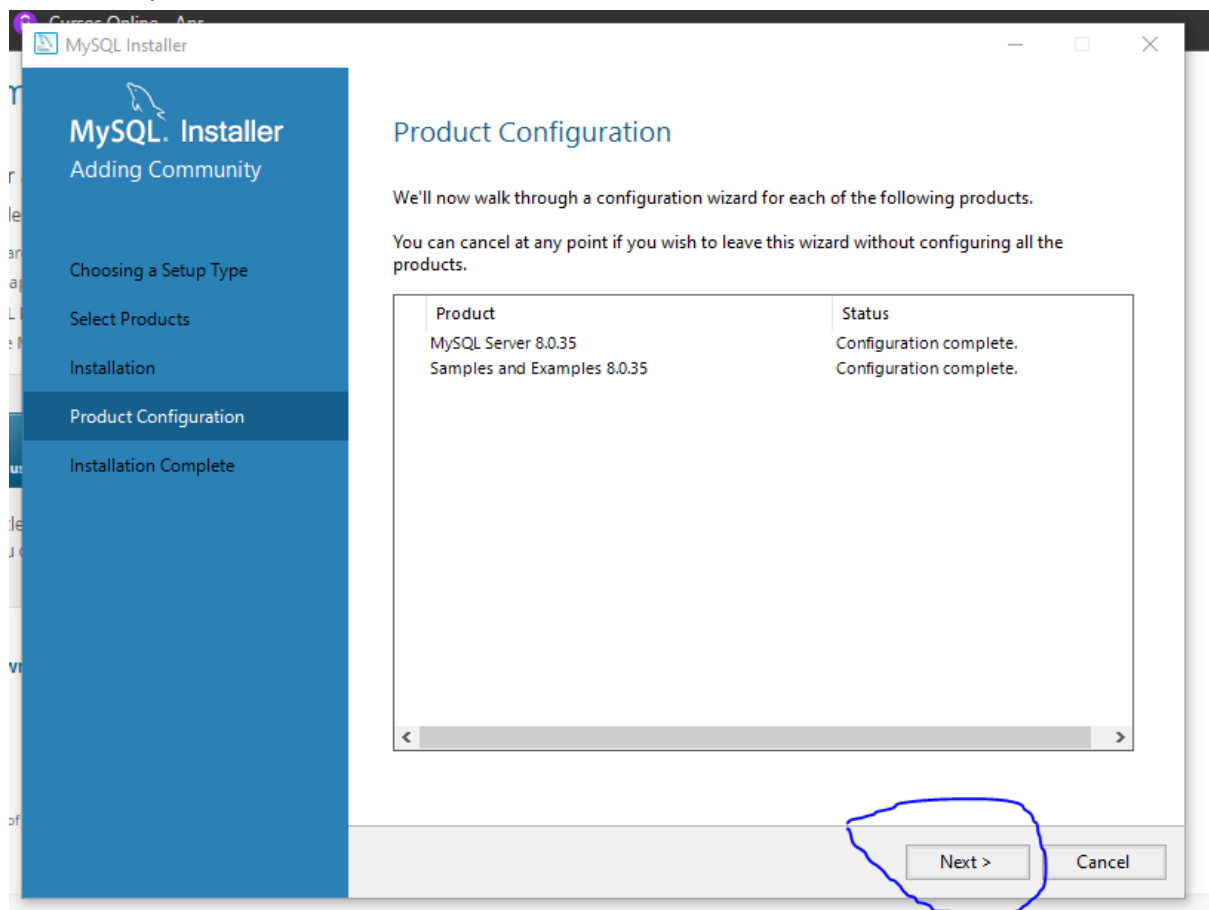 Cursos Online - Apr
MySQL Installer
MySQL. Installer
Adding Community
Choosing a Setup Type
Select Products
Installation
Product Configuration
Installation Complete
Product Configuration
We'll now walk through a configuration wizard for each of the following products.
You can cancel at any point if you wish to leave this wizard without configuring all the
products.
Product Status
MySQL Server 8.0.35 Configuration complete.
Samples and Examples 8.0.35 Configuration complete.
Next >
Cancel